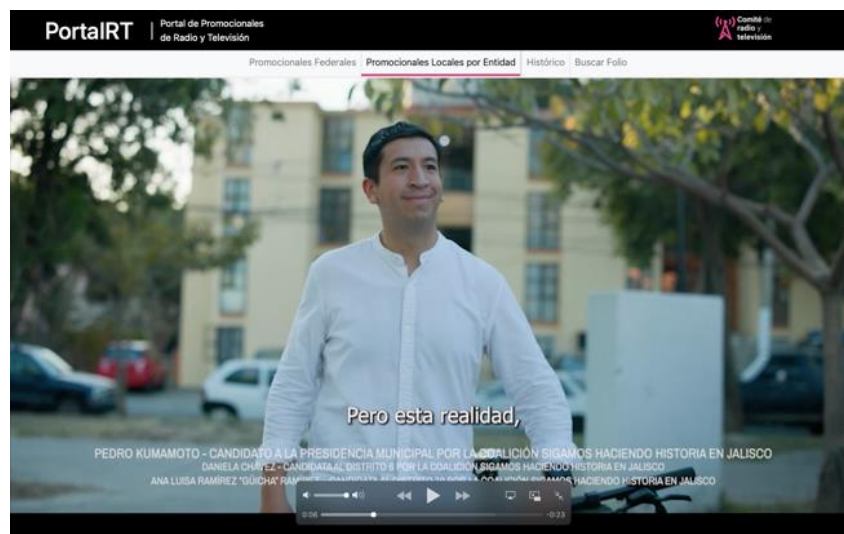 PortalRT
Portal de Promocionales
de Radio y Televisión
Comité de
radio y
televisión
Promocionales Federales Promocionales Locales por Entidad Histórico Buscar Folio
Pero esta realidad,
PEDRO KUMAMOTO - CANDIDATO A LA PRESIDENCIA MUNICIPAL POR LA COALICIÓN SIGAMOS HACIENDO HISTORIA EN JALISCO
DANIELA CHÁVEZ - CANDIDATA AL DISTRITO 6 POR LA COALICIÓN SIGAMOS HACIENDO HISTORIA EN JALISCO
ANA LUISA RAMÍREZ "GÜICHA" RAMÍREZ - CANDIDATA AL DISTRITO 10 POR LA COALICIÓN SIGAMOS HACIENDO HISTORIA EN JALISCO
0:06 -0:23